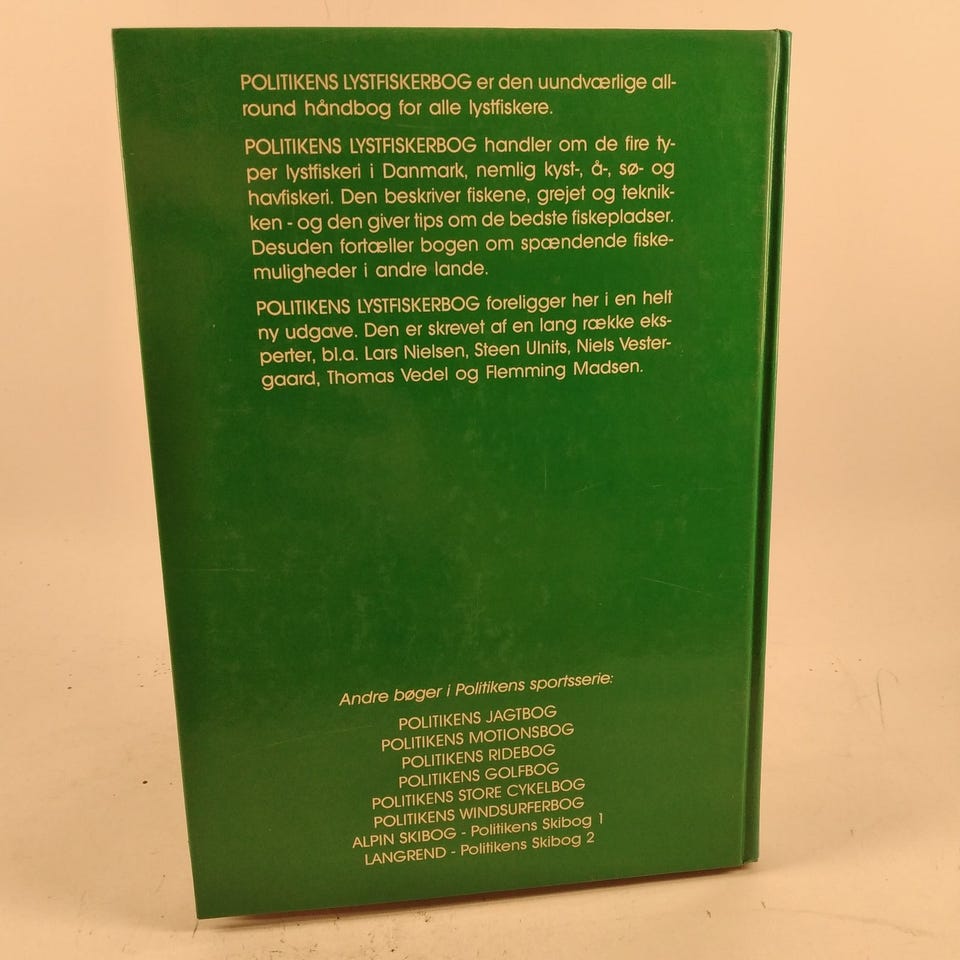 POLITIKENS LYSTFISKERBOG er den uundværlige all-
round håndbog for alle lystfiskere.
POLITIKENS LYSTFISKERBOG handler om de fire ty-
per lystfiskeri i Danmark, nemlig kyst-, å-, sø- og
havfiskeri. Den beskriver fiskene, grejet og teknik-
ken - og den giver tips om de bedste fiskepladser.
Desuden fortæller bogen om spændende fiske-
muligheder i andre lande.
POLITIKENS LYSTFISKERBOG foreligger her i en helt
ny udgave. Den er skrevet af en lang række eks-
perter, bl.a. Lars Nielsen, Steen Ulnits, Niels Vester-
gaard, Thomas Vedel og Flemming Madsen.
Andre bøger i Politikens sportsserie:
POLITIKENS JAGTBOG
POLITIKENS MOTIONSBOG
POLITIKENS RIDEBOG
POLITIKENS GOLFBOG
POLITIKENS STORE CYKELBOG
POLITIKENS WINDSURFERBOG
ALPIN SKIBOG - Politikens Skibog 1
LANGREND - Politikens Skibog 2